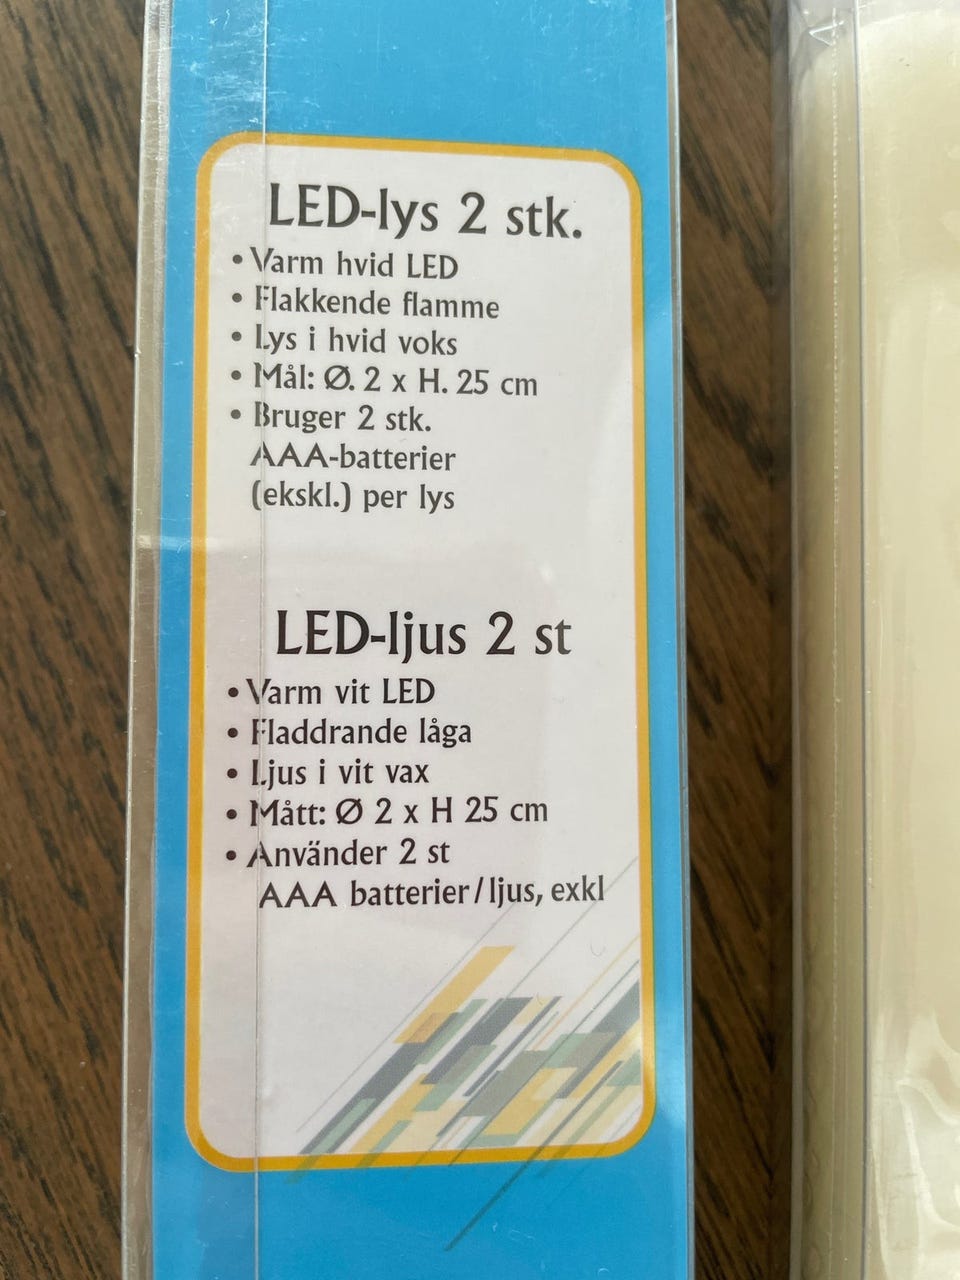 LED-lys 2 stk.
• Varm hvid LED
• Flakkende flamme
• Lys i hvid voks
• Mål: Ø. 2 x H. 25 cm
• Bruger 2 stk.
AAA-batterier
(ekskl.) per lys
LED-ljus 2 st
• Varm vit LED
• Fladdrande låga
• Ljus i vit vax
• Mått: Ø 2 x H 25 cm
• Använder 2 st
AAA batterier/ljus, exkl